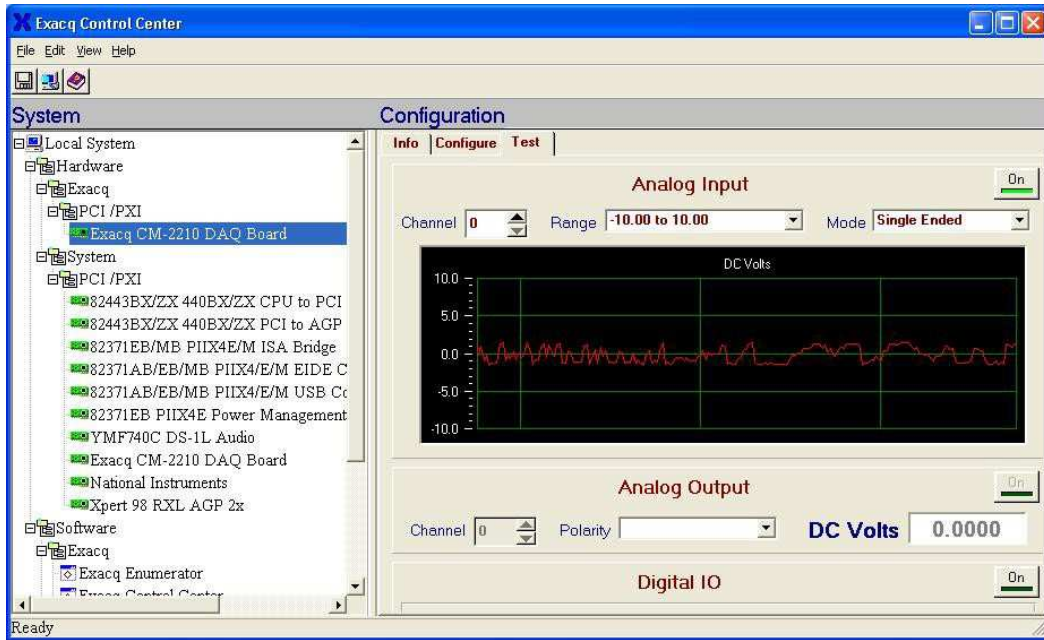 Exacq Control Center
File Edit View Help
System
Local System
Hardware
Exacq
PCI /PXI
Exacq CM-2210 DAQ Board
System
PCI /PXI
82443BX/ZX 440BX/ZX CPU to PCI
82443BX/ZX 440BX/ZX PCI to AGP
82371EB/MB PIIX4E/M ISA Bridge
82371AB/EB/MB PIIX4/E/M EIDE C
82371AB/EB/MB PIIX4/E/M USB Co
82371EB PIIX4E Power Management
YMF740C DS-1L Audio
Exacq CM-2210 DAQ Board
National Instruments
Xpert 98 RXL AGP 2x
Software
Exacq
Exacq Enumerator
Exacq Control Center
Configuration
Info Configure Test
Analog Input On
Channel 0 Range -10.00 to 10.00 Mode Single Ended
DC Volts
10.0
5.0
0.0
-5.0
-10.0
Analog Output On
Channel 0 Polarity DC Volts 0.0000
Digital IO On
Ready